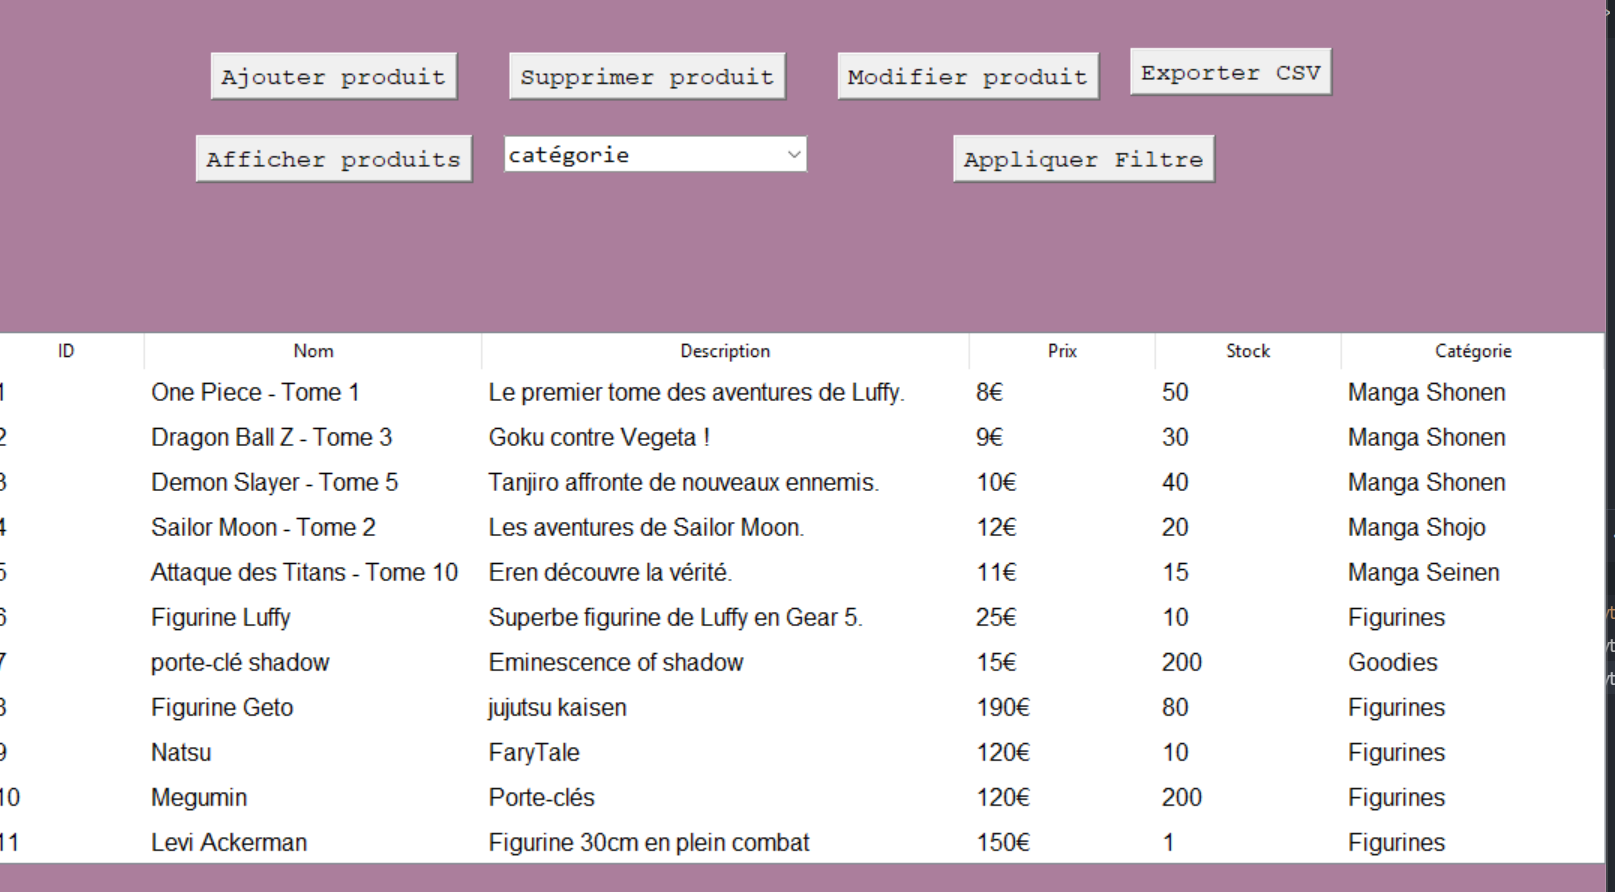 Ajouter produit Supprimer produit Modifier produit Exporter CSV
Afficher produits catégorie Appliquer Filtre
ID Nom Description Prix Stock Catégorie
1 One Piece - Tome 1 Le premier tome des aventures de Luffy. 8€ 50 Manga Shonen
2 Dragon Ball Z - Tome 3 Goku contre Vegeta ! 9€ 30 Manga Shonen
3 Demon Slayer - Tome 5 Tanjiro affronte de nouveaux ennemis. 10€ 40 Manga Shonen
4 Sailor Moon - Tome 2 Les aventures de Sailor Moon. 12€ 20 Manga Shojo
5 Attaque des Titans - Tome 10 Eren découvre la vérité. 11€ 15 Manga Seinen
6 Figurine Luffy Superbe figurine de Luffy en Gear 5. 25€ 10 Figurines
7 porte-clé shadow Eminescence of shadow 15€ 200 Goodies
8 Figurine Geto jujutsu kaisen 190€ 80 Figurines
9 Natsu FaryTale 120€ 10 Figurines
10 Megumin Porte-clés 120€ 200 Figurines
11 Levi Ackerman Figurine 30cm en plein combat 150€ 1 Figurines